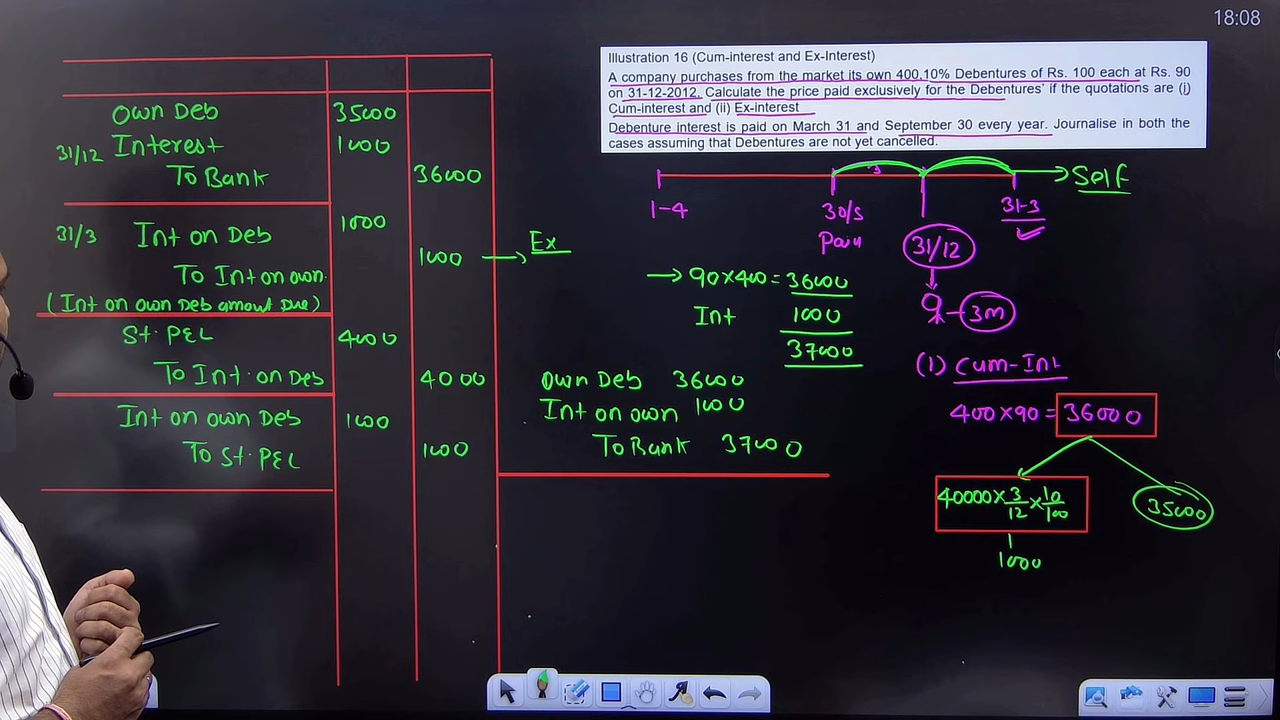 18:08
Illustration 16 (Cum-interest and Ex-Interest)
A company purchases from the market its own 400,10% Debentures of Rs. 100 each at Rs. 90
on 31-12-2012. Calculate the price paid exclusively for the Debentures' if the quotations are (i)
Cum-interest and (ii) Ex-interest
Debenture interest is paid on March 31 and September 30 every year. Journalise in both the
cases assuming that Debentures are not yet cancelled.
Own Deb 35000
31/12 Interest 1000
To Bank 36000
31/3 Int on Deb 1000
To Int on own. 1000
(Int on own Deb amount Due)
St. P&L 4000
To Int. on Deb 4000
Int on own Deb 1000
To St. P&L 1000
Ex
90×400=36000
Int 1000
37000
Own Deb 36000
Int on own 1000
To Bank 37000
3
Self
1-4
30/s
31-3
Paid
31/12
3m
(1) Cum-Int
400×90=36000
40000×3/12×10/100
35000
1000